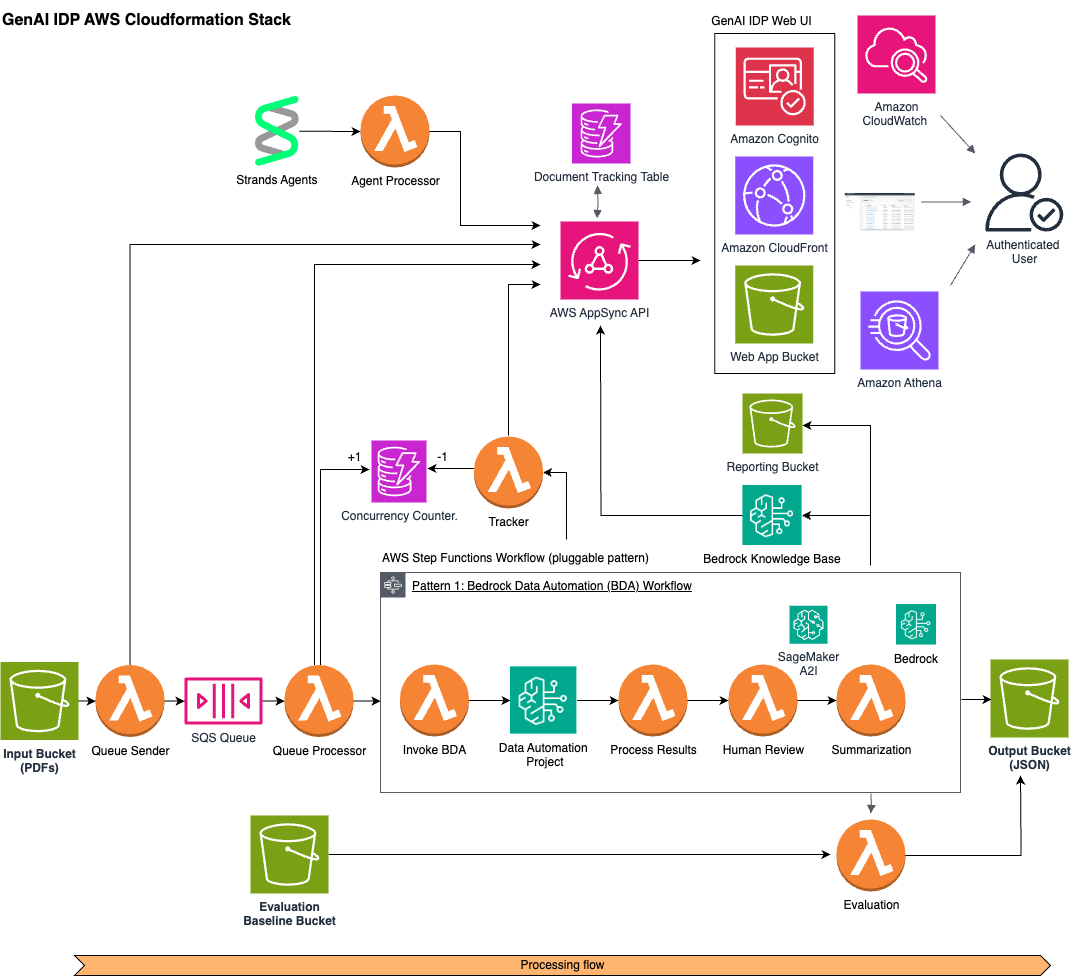 GenAI IDP AWS Cloudformation Stack
GenAI IDP Web UI
Amazon Cognito
Amazon CloudFront
Web App Bucket
Amazon
CloudWatch
Authenticated
User
Amazon Athena
Strands Agents
Agent Processor
Document Tracking Table
AWS AppSync API
Reporting Bucket
Bedrock Knowledge Base
+1
-1
Concurrency Counter.
Tracker
AWS Step Functions Workflow (pluggable pattern)
Pattern 1: Bedrock Data Automation (BDA) Workflow
SageMaker
A2I
Bedrock
Input Bucket
(PDFs)
Queue Sender
SQS Queue
Queue Processor
Invoke BDA
Data Automation
Project
Process Results
Human Review
Summarization
Output Bucket
(JSON)
Evaluation
Baseline Bucket
Evaluation
Processing flow